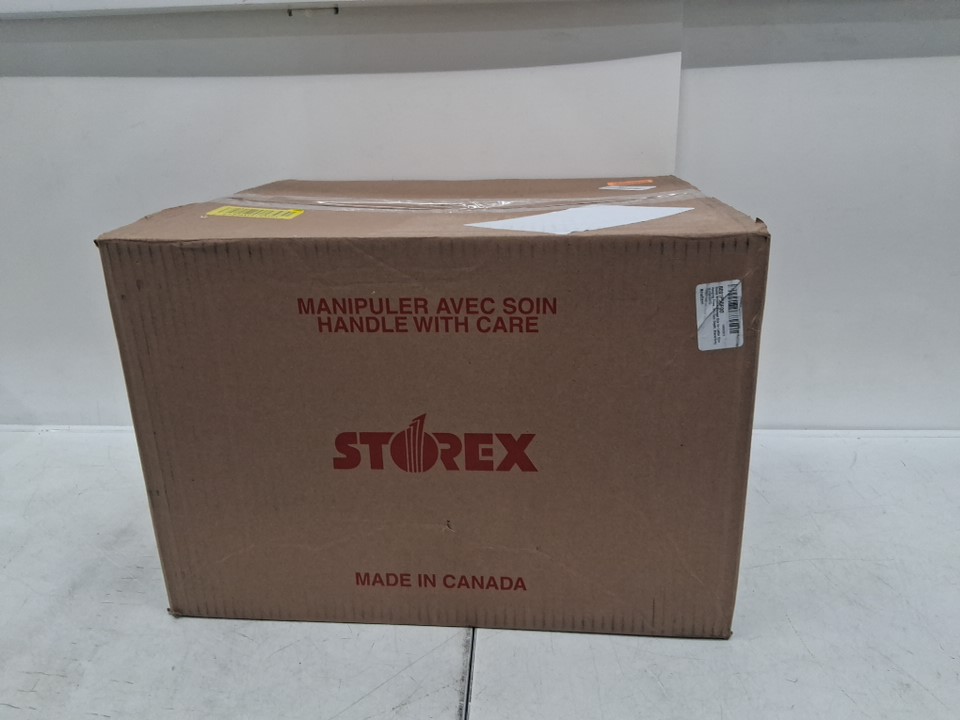 MANIPULER AVEC SOIN
HANDLE WITH CARE
STOREX
MADE IN CANADA